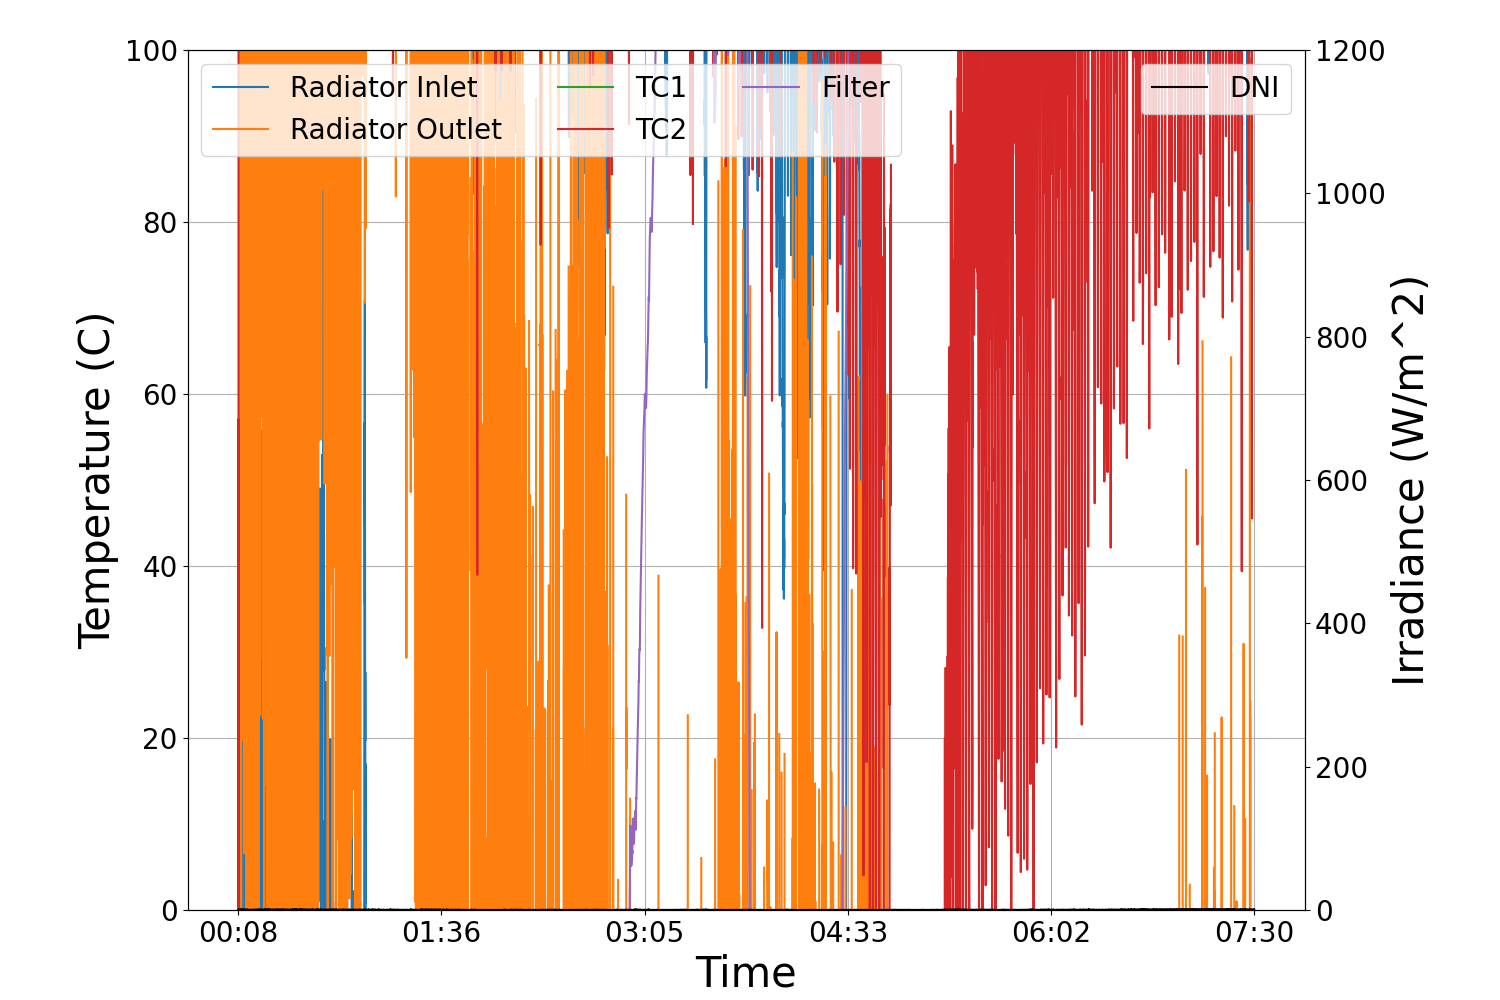 Radiator Inlet
Radiator Outlet
TC1
TC2
Filter
DNI
100
80
60
40
20
0
Temperature (C)
1200
1000
800
600
400
200
0
Irradiance (W/m^2)
00:08 01:36 03:05 04:33 06:02 07:30
Time